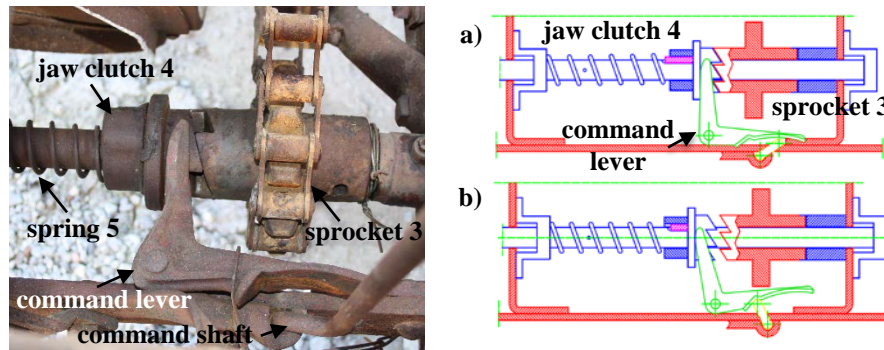 jaw clutch 4
spring 5
sprocket 3
command lever
command shaft
a)
jaw clutch 4
sprocket 3
command
lever
b)